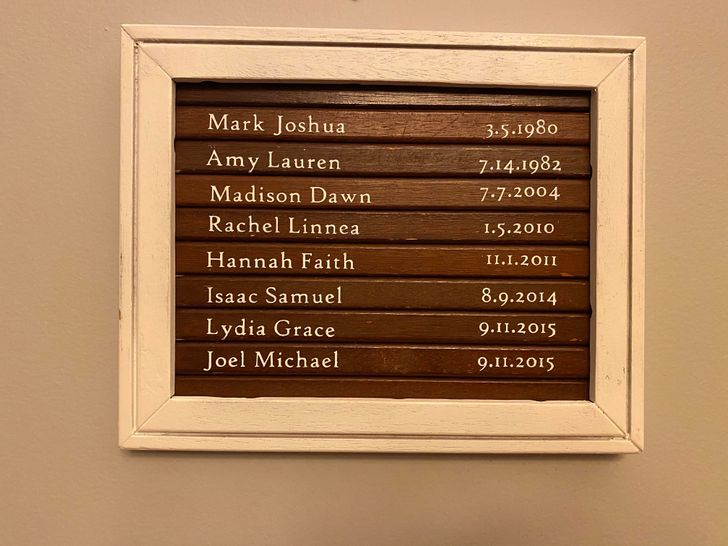 Mark Joshua 3.5.1980
Amy Lauren 7.14.1982
Madison Dawn 7.7.2004
Rachel Linnea 1.5.2010
Hannah Faith 11.1.2011
Isaac Samuel 8.9.2014
Lydia Grace 9.11.2015
Joel Michael 9.11.2015